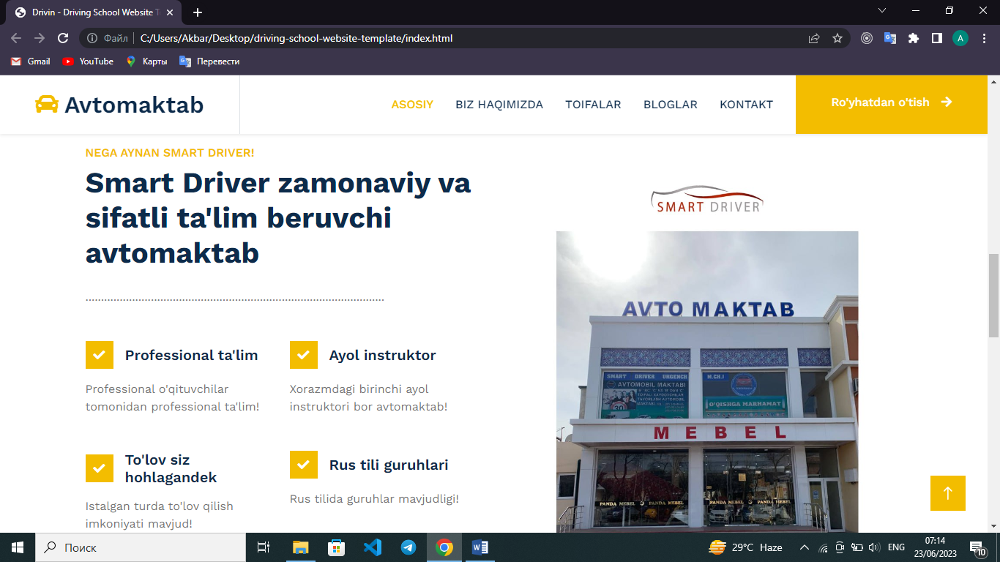 Drivin - Driving School Website T
Файл
C:/Users/Akbar/Desktop/driving-school-website-template/index.html
A
Gmail
YouTube
Карты
Перевести
Avtomaktab
ASOSIY
BIZ HAQIMIZDA
TOIFALAR
BLOGLAR
KONTAKT
Ro'yhatdan o'tish
NEGA AYNAN SMART DRIVER!
Smart Driver zamonaviy va
sifatli ta'lim beruvchi
avtomaktab
Professional ta'lim
Professional o'qituvchilar
tomonidan professional ta'lim!
Ayol instruktor
Xorazmdagi birinchi ayol
instruktori bor avtomaktab!
To'lov siz
hohlagandek
Istalgan turda to'lov qilish
imkoniyati mavjud!
Rus tili guruhlari
Rus tilida guruhlar mavjudligi!
SMART DRIVER
AVTO MAKTAB
SMART DRIVER URGENCH
M.CH.J
AVTOMOBIL MAKTABI
O'QISHGA MARHAMAT
MEBEL
PANDA MEBEL
PANDA MEBEL
PANDA MEBEL
PANDA MEBEL
Поиск
29°C Haze
ENG
07:14
23/06/2023
10